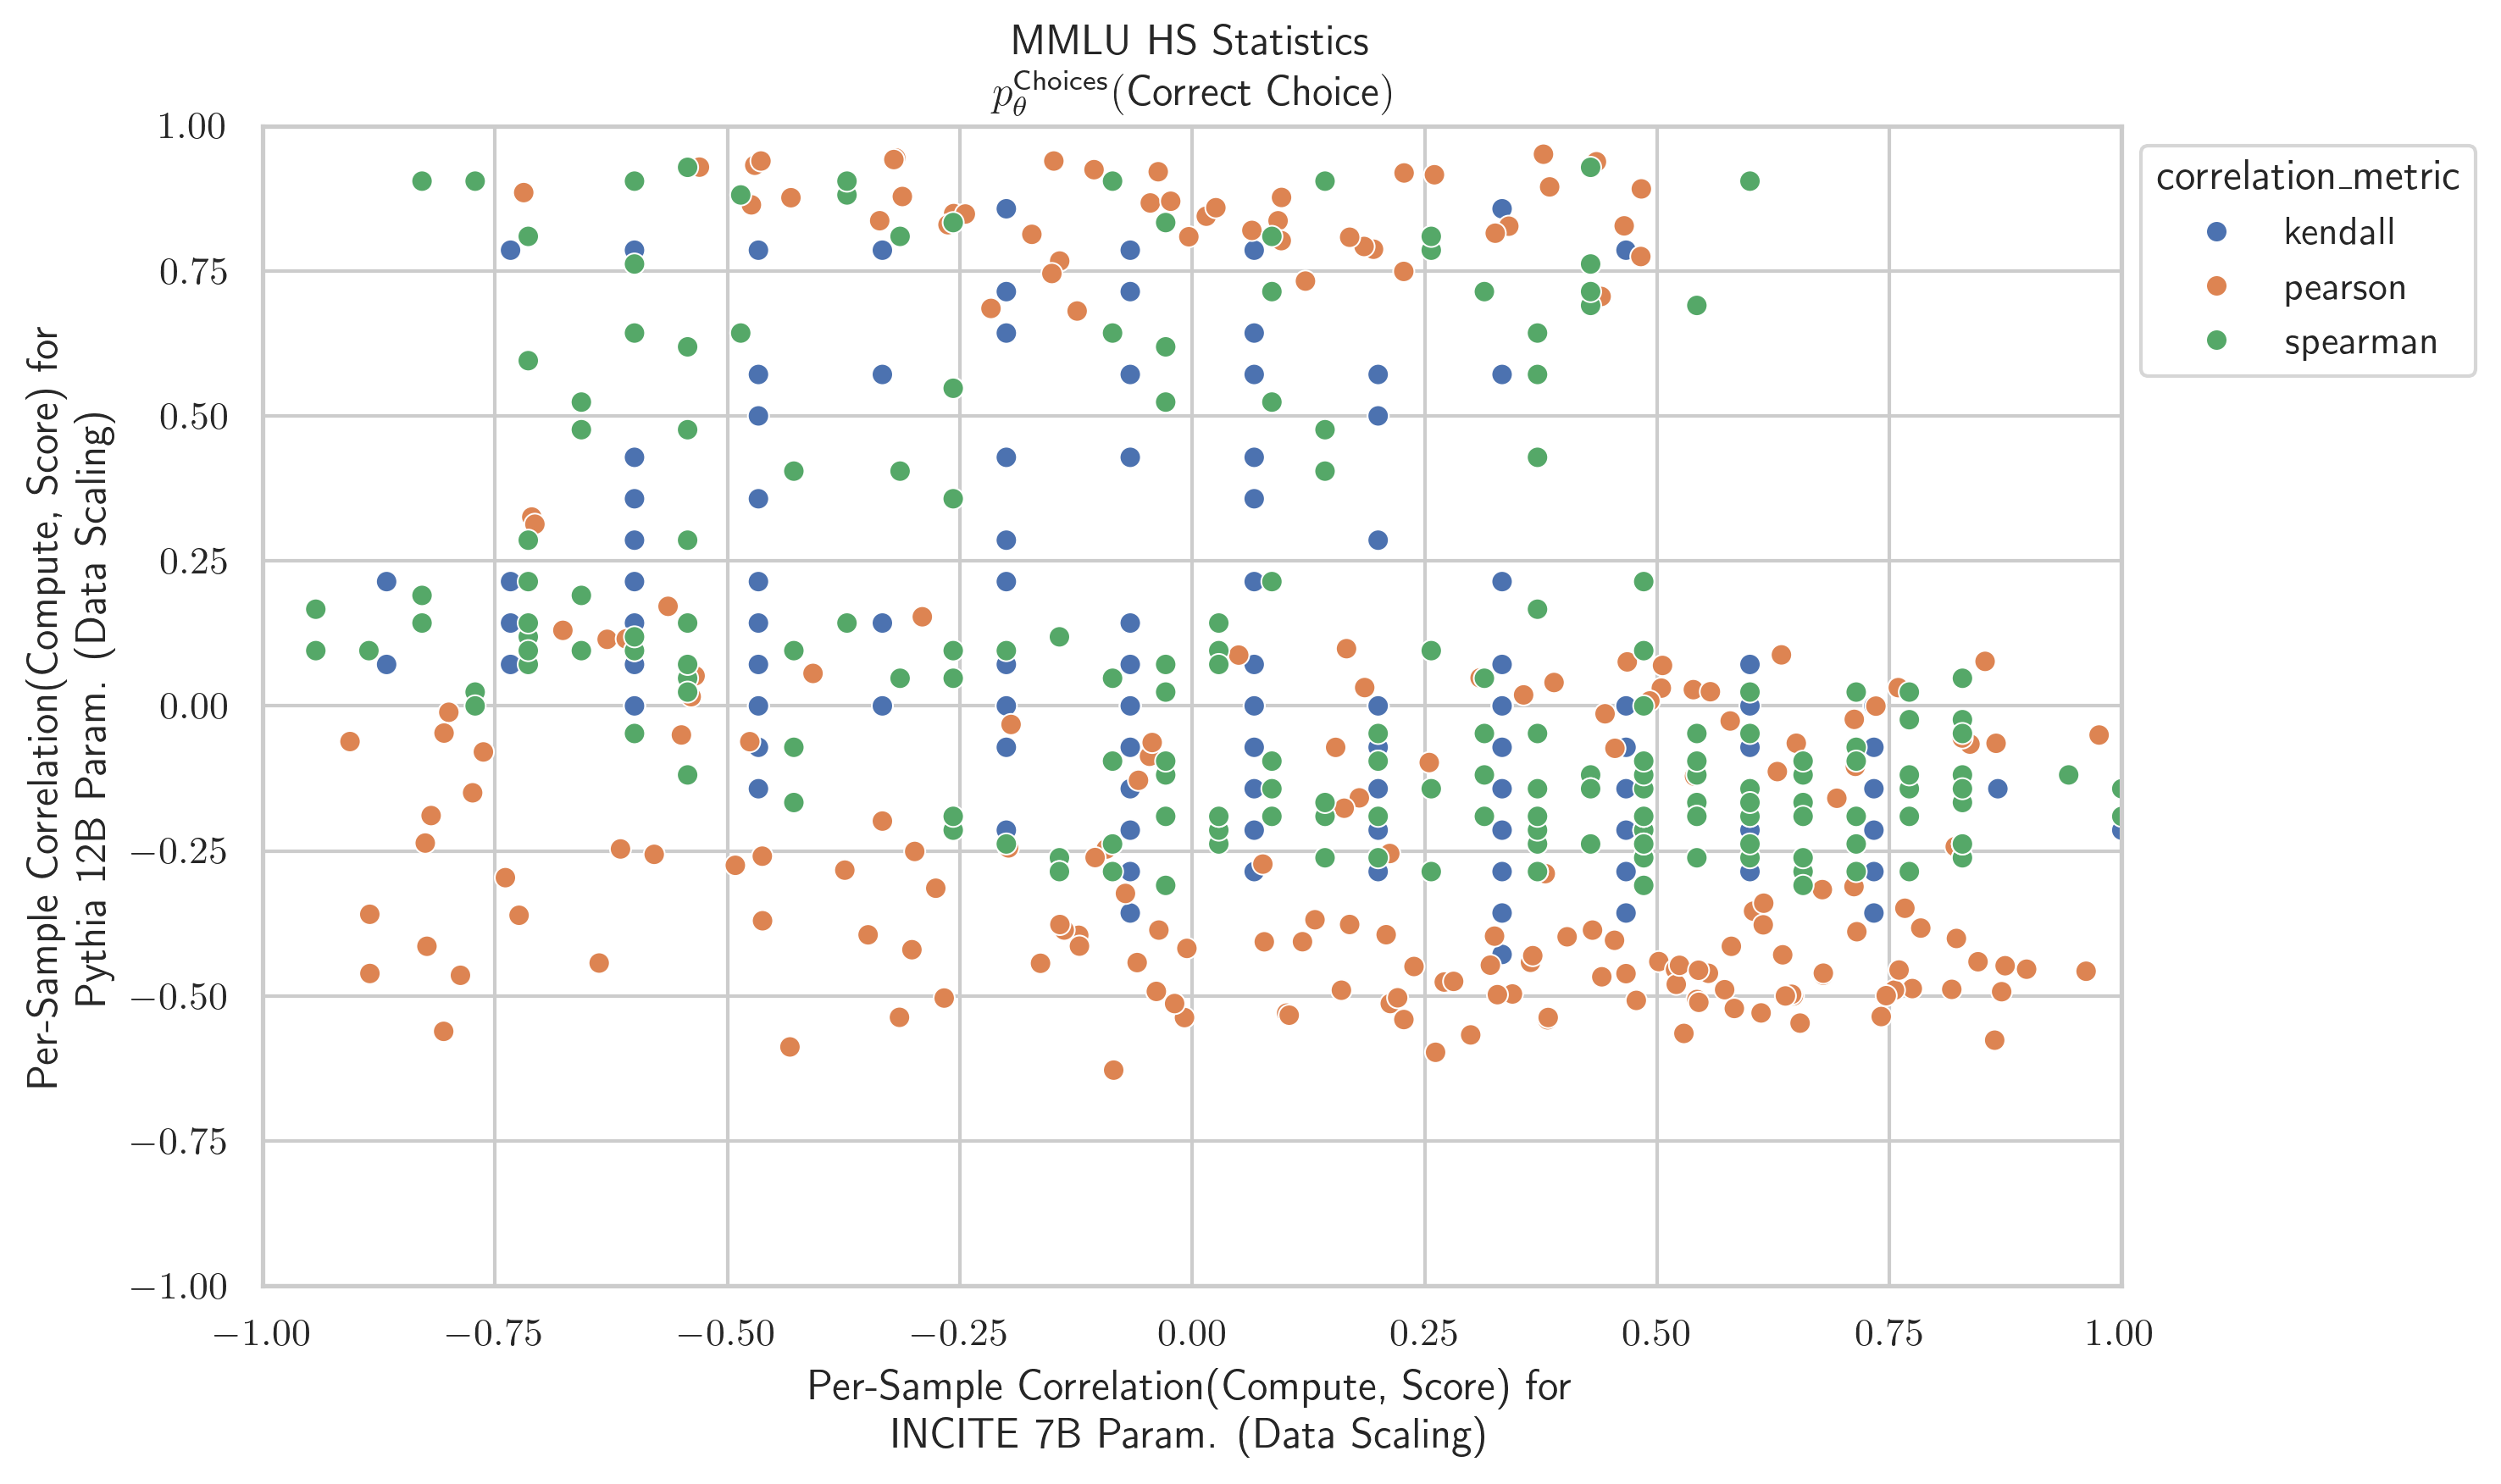 MMLU HS Statistics
p_θ^Choices(Correct Choice)
Per-Sample Correlation(Compute, Score) for
Pythia 12B Param. (Data Scaling)
1.00
0.75
0.50
0.25
0.00
−0.25
−0.50
−0.75
−1.00
−1.00 −0.75 −0.50 −0.25 0.00 0.25 0.50 0.75 1.00
Per-Sample Correlation(Compute, Score) for
INCITE 7B Param. (Data Scaling)
correlation_metric
kendall
pearson
spearman